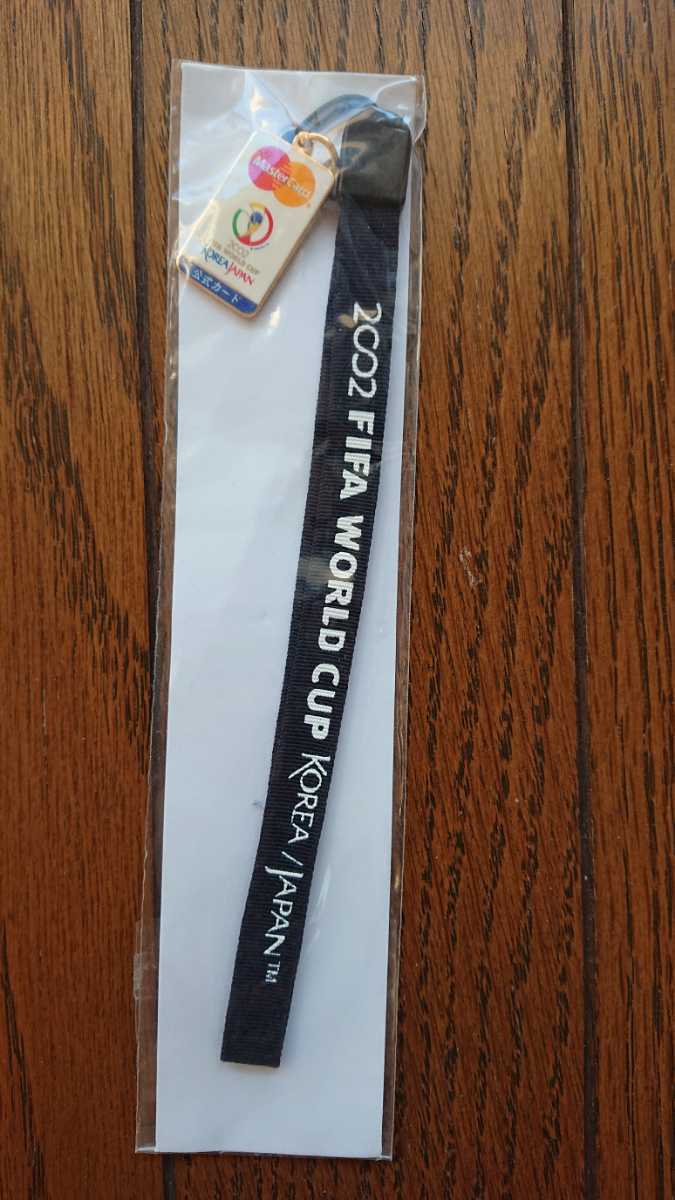 MasterCard
2002
FIFA WORLD CUP
KOREA JAPAN
公式カード
2002 FIFA WORLD CUP KOREA / JAPAN™